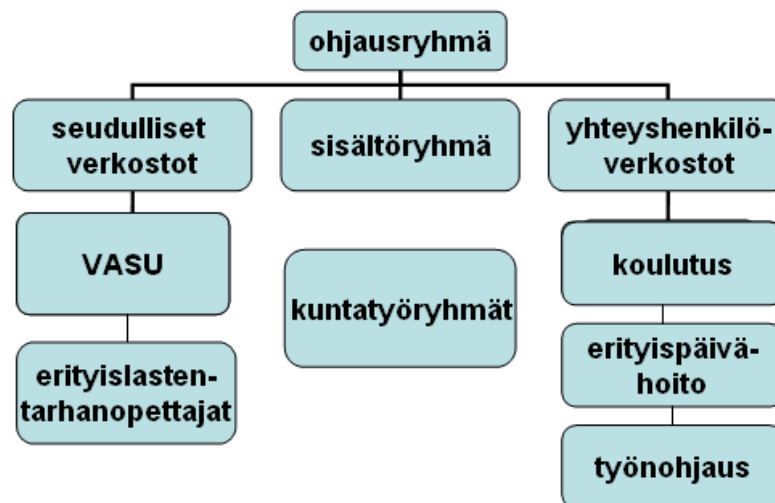 ohjausryhmä
seudulliset
verkostot
sisältöryhmä
yhteyshenkilö-
verkostot
VASU
kuntatyöryhmät
koulutus
erityislasten-
tarhanopettajat
erityispäivä-
hoito
työnohjaus